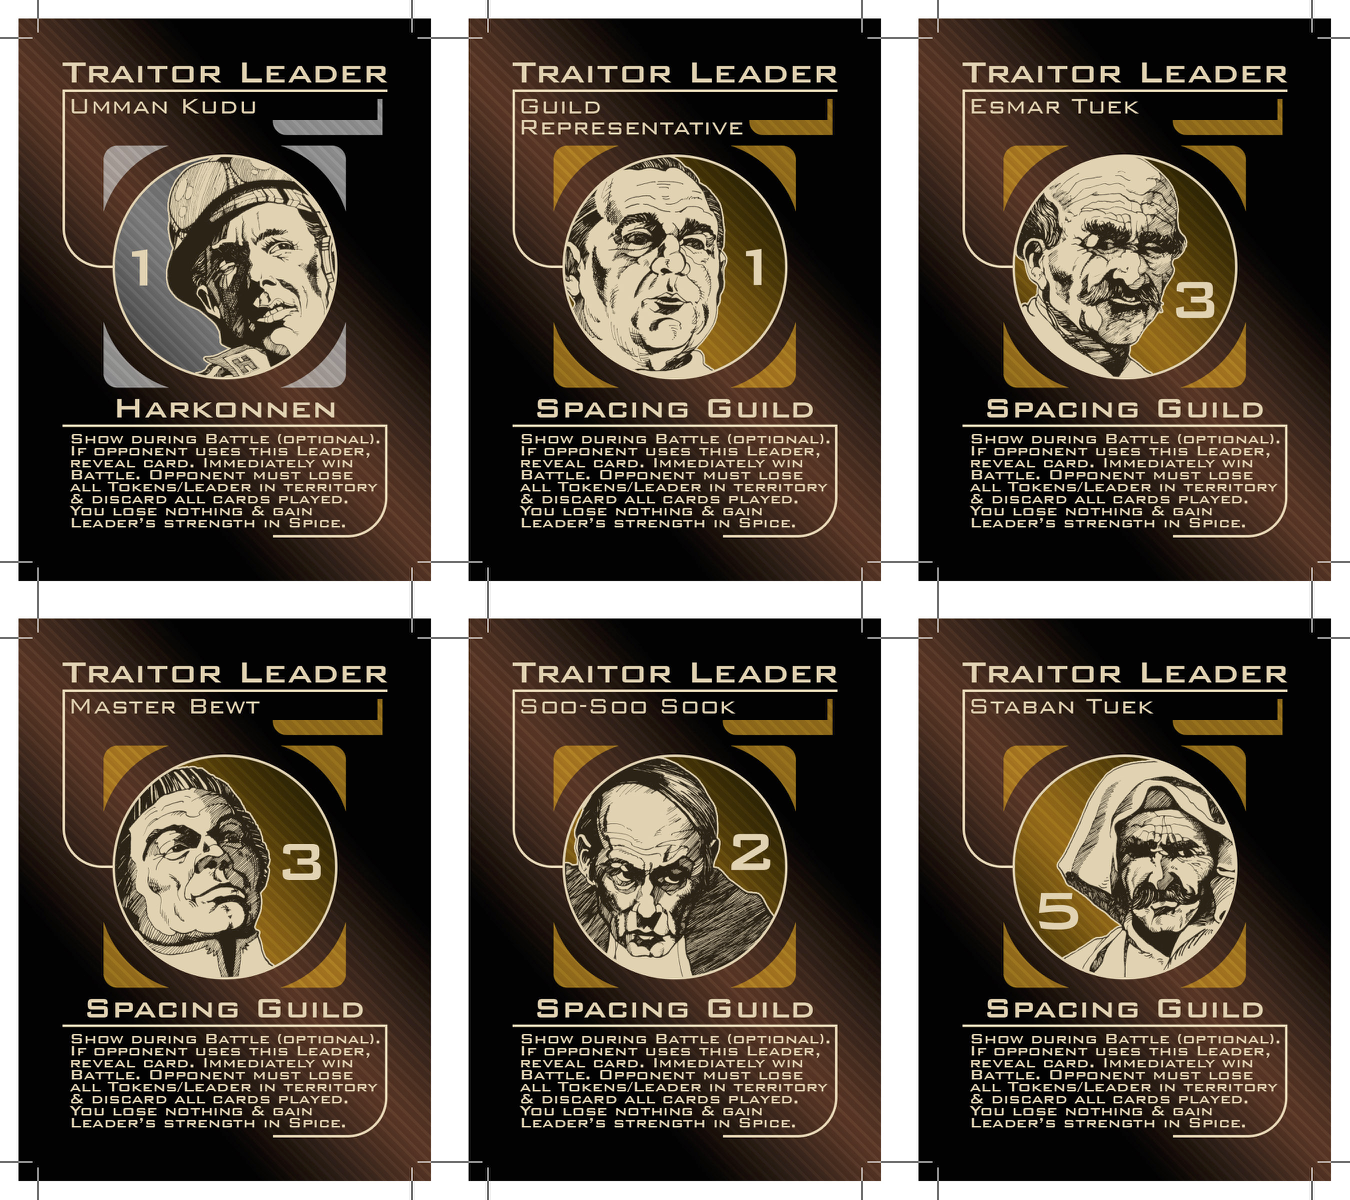 Traitor Leader
Umman Kudu
1
H
Harkonnen
Show during Battle (optional).
If opponent uses this Leader,
reveal card. Immediately win
Battle. Opponent must lose
all Tokens/Leader in territory
& discard all cards played.
You lose nothing & gain
Leader's strength in Spice.
Traitor Leader
Guild
Representative
1
Spacing Guild
Show during Battle (optional).
If opponent uses this Leader,
reveal card. Immediately win
Battle. Opponent must lose
all Tokens/Leader in territory
& discard all cards played.
You lose nothing & gain
Leader's strength in Spice.
Traitor Leader
Esmar Tuek
3
Spacing Guild
Show during Battle (optional).
If opponent uses this Leader,
reveal card. Immediately win
Battle. Opponent must lose
all Tokens/Leader in territory
& discard all cards played.
You lose nothing & gain
Leader's strength in Spice.
Traitor Leader
Master Bewt
3
Spacing Guild
Show during Battle (optional).
If opponent uses this Leader,
reveal card. Immediately win
Battle. Opponent must lose
all Tokens/Leader in territory
& discard all cards played.
You lose nothing & gain
Leader's strength in Spice.
Traitor Leader
Soo-Soo Sook
2
Spacing Guild
Show during Battle (optional).
If opponent uses this Leader,
reveal card. Immediately win
Battle. Opponent must lose
all Tokens/Leader in territory
& discard all cards played.
You lose nothing & gain
Leader's strength in Spice.
Traitor Leader
Staban Tuek
5
Spacing Guild
Show during Battle (optional).
If opponent uses this Leader,
reveal card. Immediately win
Battle. Opponent must lose
all Tokens/Leader in territory
& discard all cards played.
You lose nothing & gain
Leader's strength in Spice.